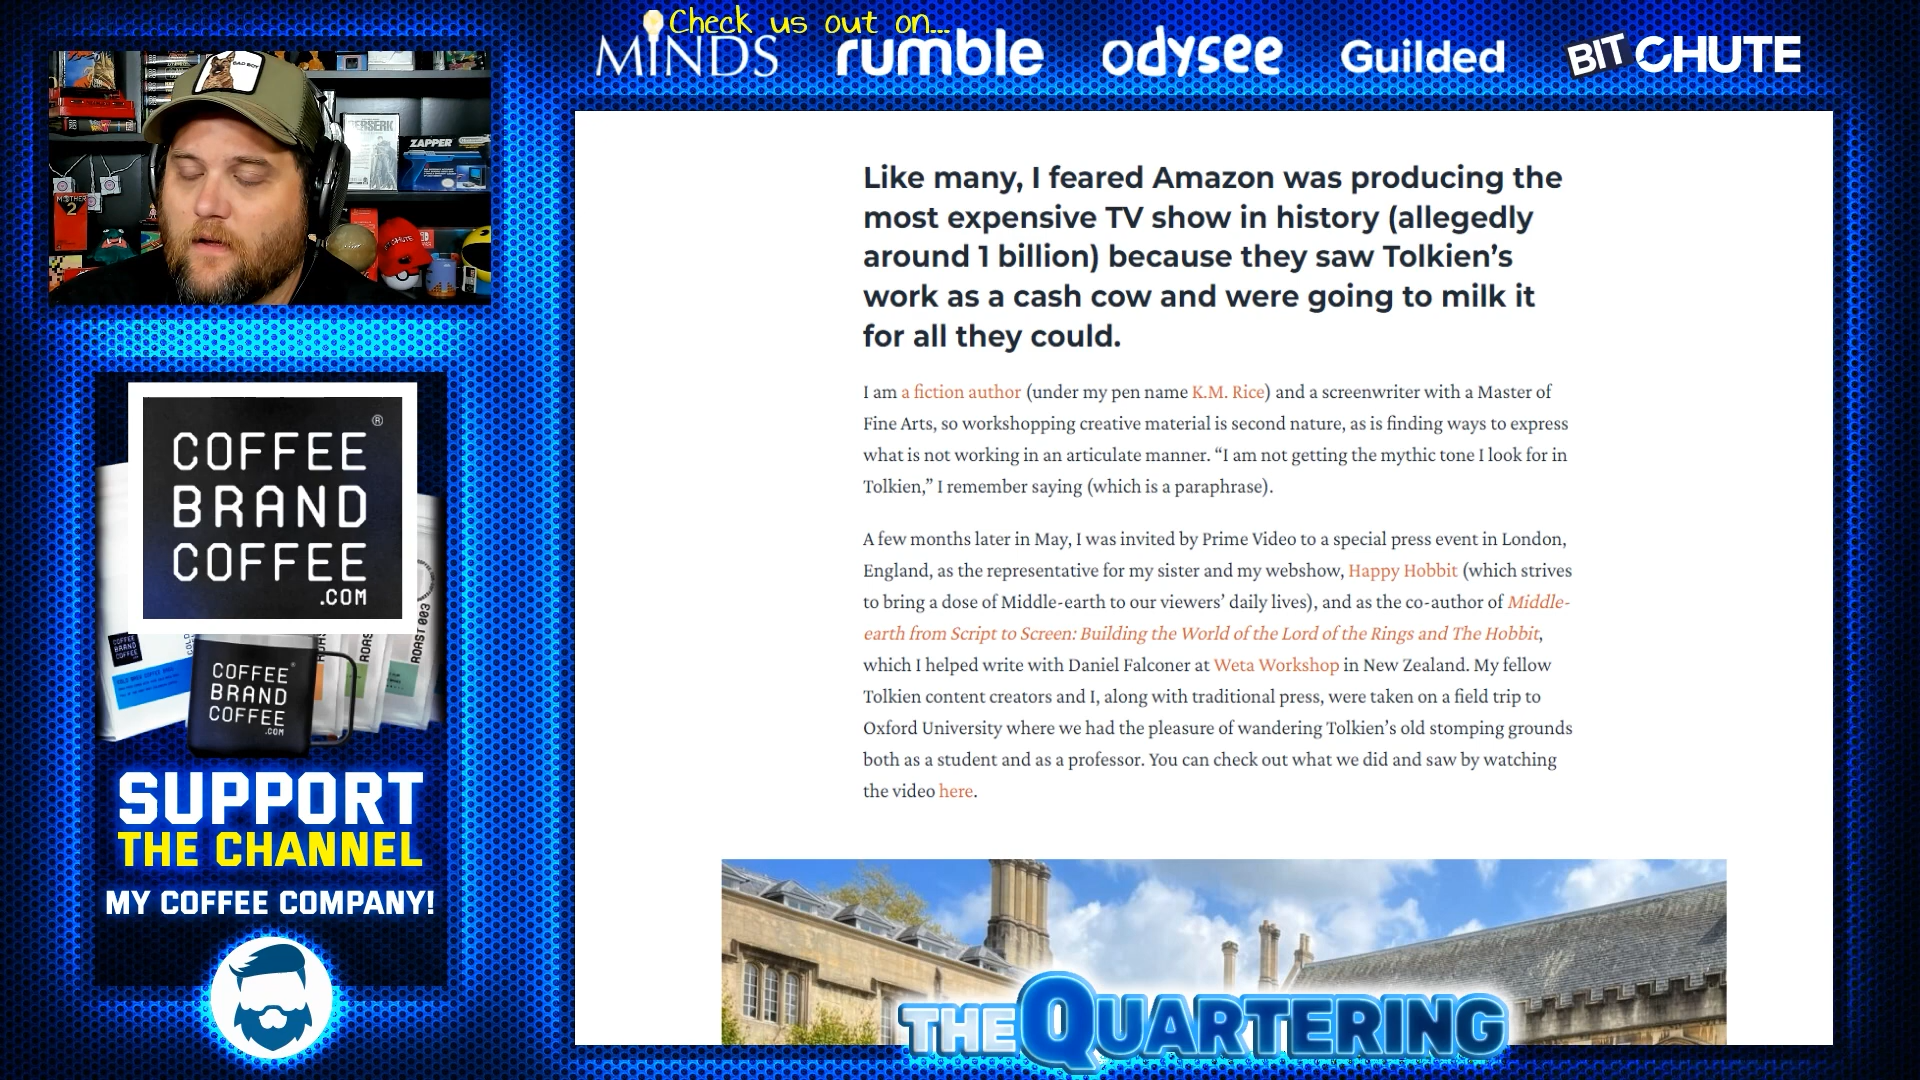 Check us out on...
MINDS
rumble
odysee
Guilded
BITCHUTE
BAD BOY
BERSERK
ZAPPER
MOTHER
2
Like many, I feared Amazon was producing the
most expensive TV show in history (allegedly
around 1 billion) because they saw Tolkien’s
work as a cash cow and were going to milk it
for all they could.
I am a fiction author (under my pen name K.M. Rice) and a screenwriter with a Master of
Fine Arts, so workshopping creative material is second nature, as is finding ways to express
what is not working in an articulate manner. “I am not getting the mythic tone I look for in
Tolkien,” I remember saying (which is a paraphrase).
A few months later in May, I was invited by Prime Video to a special press event in London,
England, as the representative for my sister and my webshow, Happy Hobbit (which strives
to bring a dose of Middle-earth to our viewers’ daily lives), and as the co-author of Middle-
earth from Script to Screen: Building the World of the Lord of the Rings and The Hobbit,
which I helped write with Daniel Falconer at Weta Workshop in New Zealand. My fellow
Tolkien content creators and I, along with traditional press, were taken on a field trip to
Oxford University where we had the pleasure of wandering Tolkien’s old stomping grounds
both as a student and as a professor. You can check out what we did and saw by watching
the video here.
COFFEE ®
BRAND
COFFEE
.COM
ROAST 003
COFFEE
BRAND
COFFEE
.COM
SUPPORT
THE CHANNEL
MY COFFEE COMPANY!
THE QUARTERING